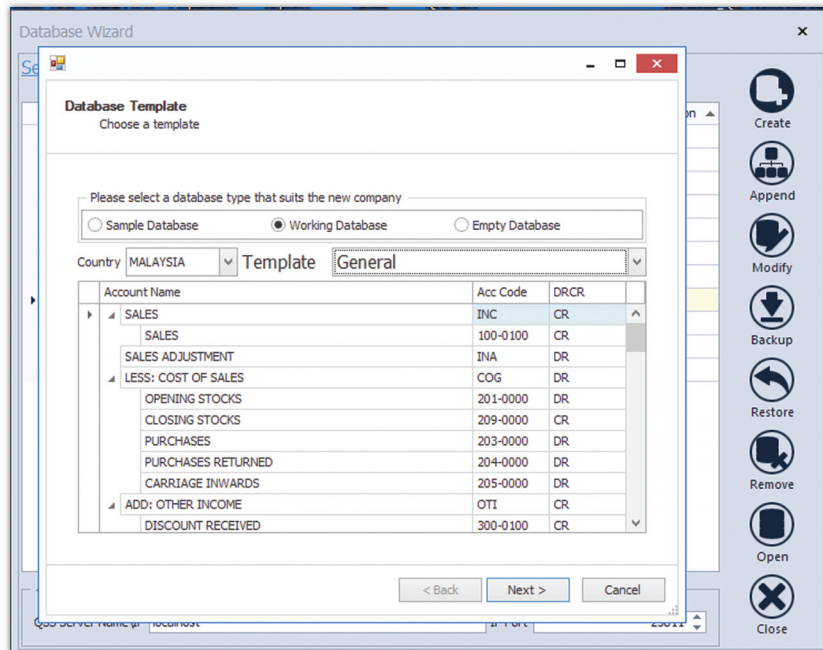 Database Wizard
Se
Database Template
Choose a template
Create
Append
Modify
Backup
Restore
Remove
Open
Close
Please select a database type that suits the new company
Sample Database Working Database Empty Database
Country MALAYSIA Template General
Account Name Acc Code DRCR
SALES INC CR
SALES 100-0100 CR
SALES ADJUSTMENT INA DR
LESS: COST OF SALES COG DR
OPENING STOCKS 201-0000 DR
CLOSING STOCKS 209-0000 CR
PURCHASES 203-0000 DR
PURCHASES RETURNED 204-0000 DR
CARRIAGE INWARDS 205-0000 DR
ADD: OTHER INCOME OTI CR
DISCOUNT RECEIVED 300-0100 CR
< Back Next > Cancel